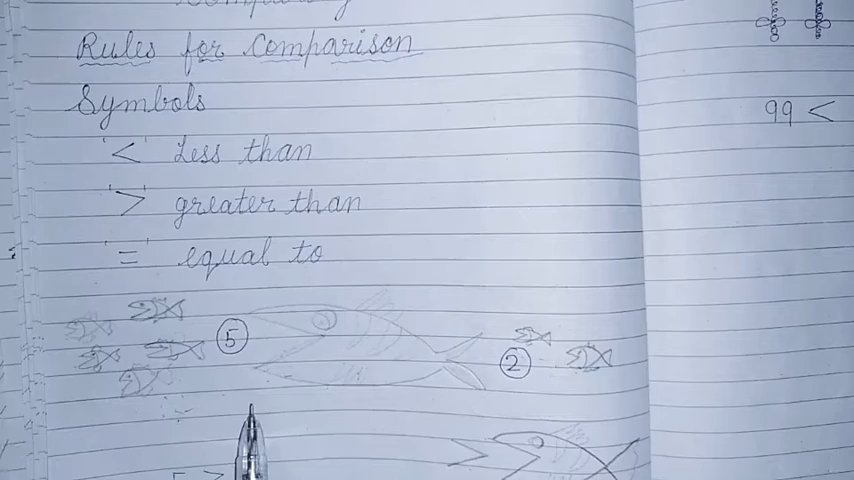 Rules for Comparison
Symbols
'<' Less than
'>' greater than
'=' equal to
5
2
99 <